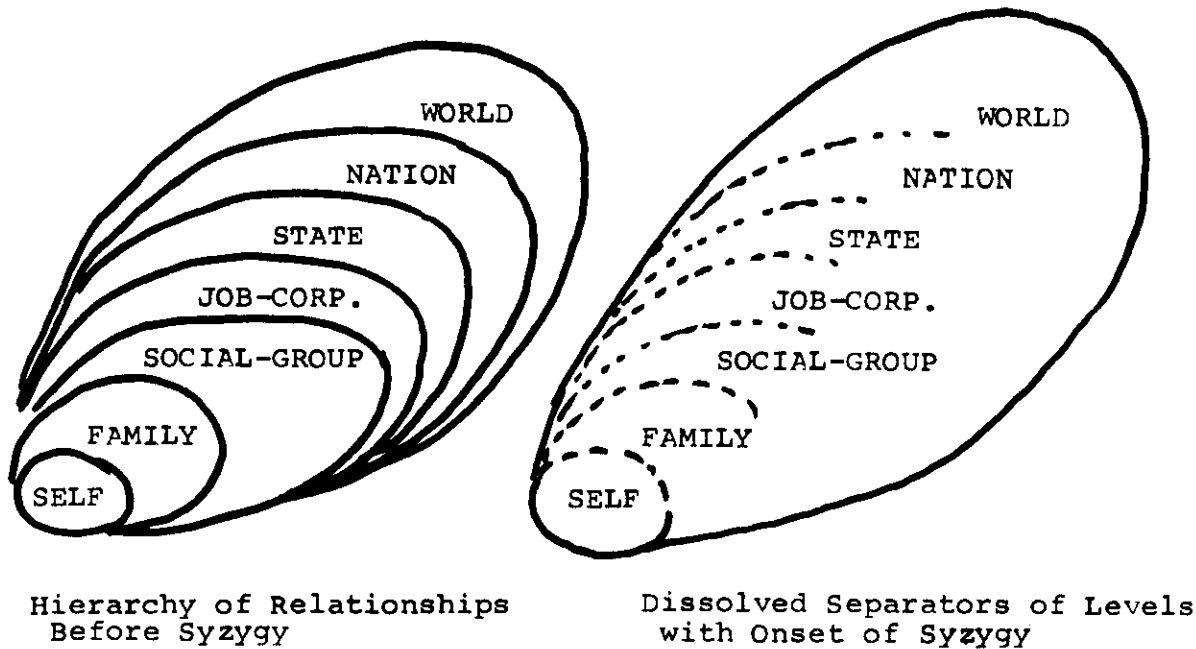 WORLD
NATION
STATE
JOB-CORP.
SOCIAL-GROUP
FAMILY
SELF
Hierarchy of Relationships
Before Syzygy
WORLD
NATION
STATE
JOB-CORP.
SOCIAL-GROUP
FAMILY
SELF
Dissolved Separators of Levels
with Onset of Syzygy